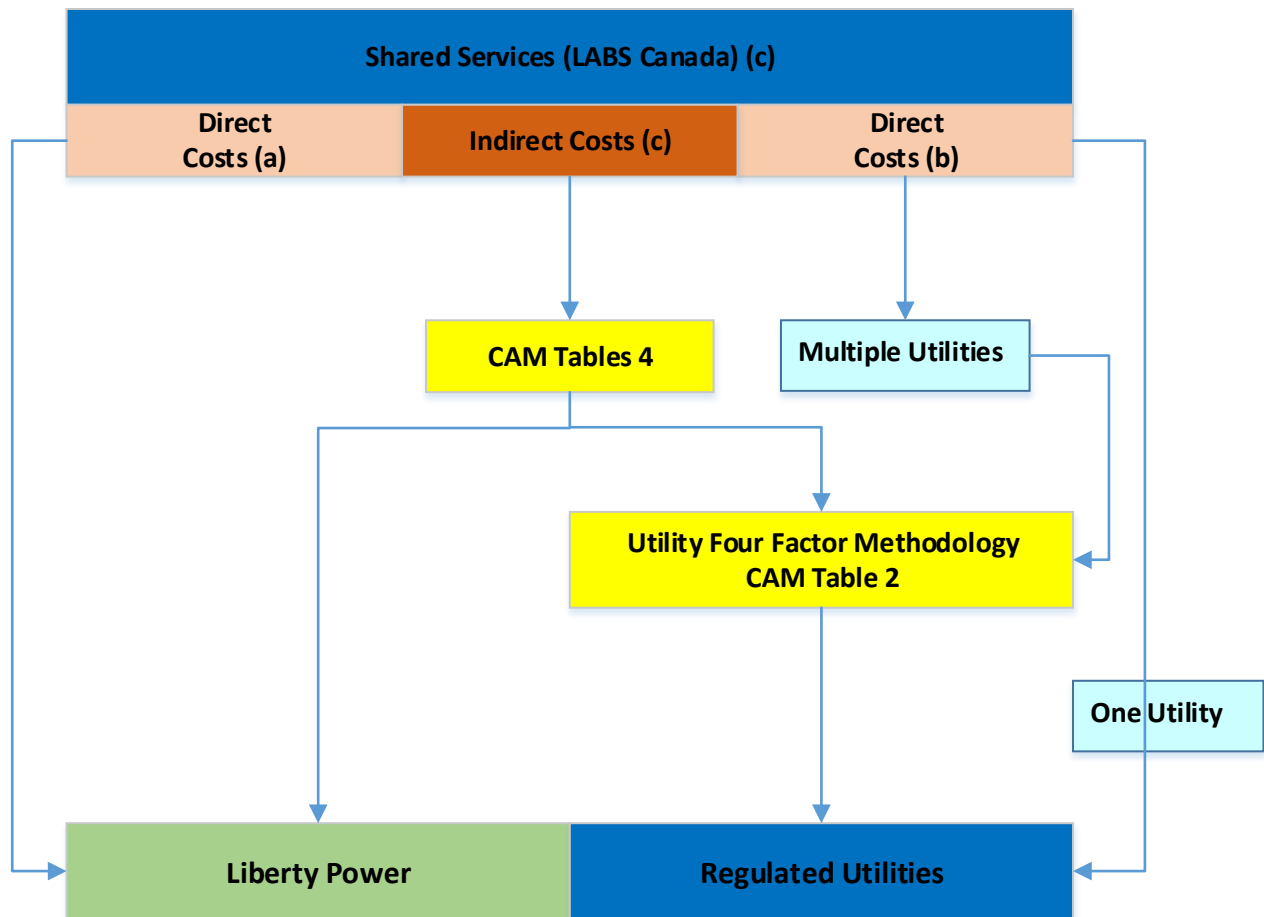 Shared Services (LABS Canada) (c)
Direct
Costs (a)
Indirect Costs (c)
Direct
Costs (b)
CAM Tables 4
Multiple Utilities
Utility Four Factor Methodology
CAM Table 2
One Utility
Liberty Power
Regulated Utilities